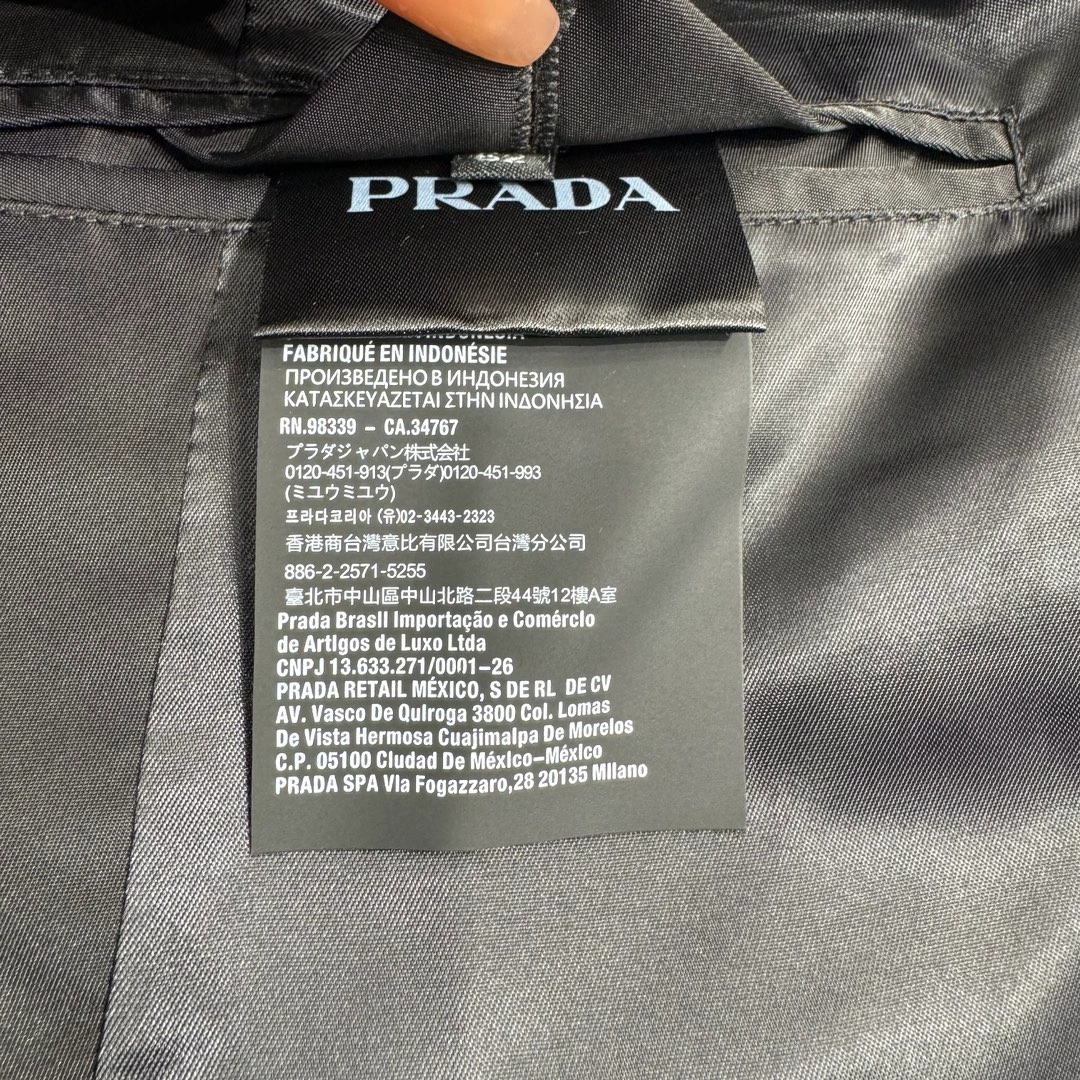 PRADA
INDONESIA
FABRIQUÉ EN INDONÉSIE
ПРОИЗВЕДЕНО В ИНДОНЕЗИЯ
ΚΑΤΑΣΚΕΥΑΖΕΤΑΙ ΣΤΗΝ ΙΝΔΟΝΗΣΙΑ
RN.98339 - CA.34767
プラダジャパン株式会社
0120-451-913(プラダ)0120-451-993
(ミユウミユウ)
프라다코리아 (유)02-3443-2323
香港商台灣意比有限公司台灣分公司
886-2-2571-5255
臺北市中山區中山北路二段44號12樓A室
Prada Brasil Importação e Comércio
de Artigos de Luxo Ltda
CNPJ 13.633.271/0001-26
PRADA RETAIL MÉXICO, S DE RL DE CV
AV. Vasco De Quiroga 3800 Col. Lomas
De Vista Hermosa Cuajimalpa De Morelos
C.P. 05100 Ciudad De México-México
PRADA SPA Via Fogazzaro,28 20135 Milano